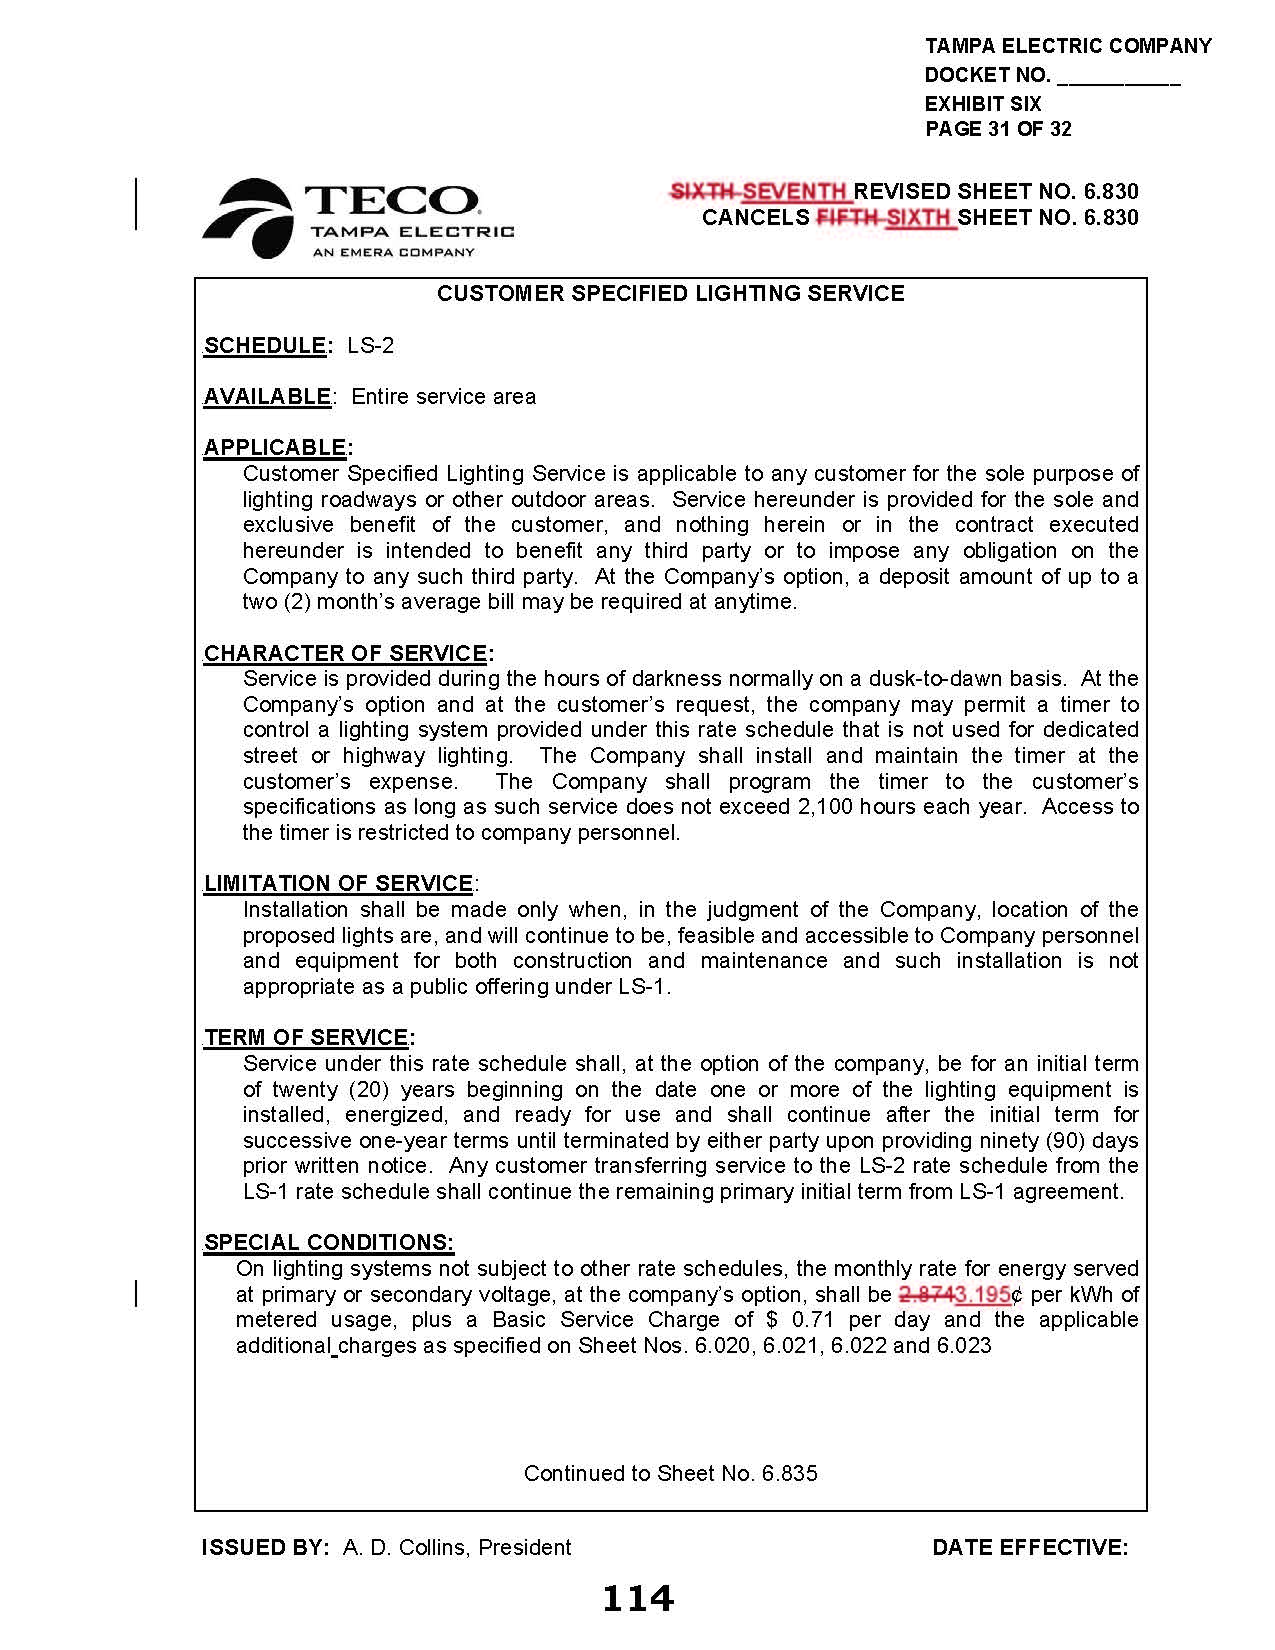 TAMPA ELECTRIC COMPANY
DOCKET NO. ___________
EXHIBIT SIX
PAGE 31 OF 32
TECO.
TAMPA ELECTRIC
AN EMERA COMPANY
SIXTH SEVENTH REVISED SHEET NO. 6.830
CANCELS FIFTH SIXTH SHEET NO. 6.830
CUSTOMER SPECIFIED LIGHTING SERVICE
SCHEDULE: LS-2
AVAILABLE: Entire service area
APPLICABLE:
Customer Specified Lighting Service is applicable to any customer for the sole purpose of
lighting roadways or other outdoor areas. Service hereunder is provided for the sole and
exclusive benefit of the customer, and nothing herein or in the contract executed
hereunder is intended to benefit any third party or to impose any obligation on the
Company to any such third party. At the Company’s option, a deposit amount of up to a
two (2) month’s average bill may be required at anytime.
CHARACTER OF SERVICE:
Service is provided during the hours of darkness normally on a dusk-to-dawn basis. At the
Company’s option and at the customer’s request, the company may permit a timer to
control a lighting system provided under this rate schedule that is not used for dedicated
street or highway lighting. The Company shall install and maintain the timer at the
customer’s expense. The Company shall program the timer to the customer’s
specifications as long as such service does not exceed 2,100 hours each year. Access to
the timer is restricted to company personnel.
LIMITATION OF SERVICE:
Installation shall be made only when, in the judgment of the Company, location of the
proposed lights are, and will continue to be, feasible and accessible to Company personnel
and equipment for both construction and maintenance and such installation is not
appropriate as a public offering under LS-1.
TERM OF SERVICE:
Service under this rate schedule shall, at the option of the company, be for an initial term
of twenty (20) years beginning on the date one or more of the lighting equipment is
installed, energized, and ready for use and shall continue after the initial term for
successive one-year terms until terminated by either party upon providing ninety (90) days
prior written notice. Any customer transferring service to the LS-2 rate schedule from the
LS-1 rate schedule shall continue the remaining primary initial term from LS-1 agreement.
SPECIAL CONDITIONS:
On lighting systems not subject to other rate schedules, the monthly rate for energy served
at primary or secondary voltage, at the company’s option, shall be 2.8743.195¢ per kWh of
metered usage, plus a Basic Service Charge of $ 0.71 per day and the applicable
additional charges as specified on Sheet Nos. 6.020, 6.021, 6.022 and 6.023
Continued to Sheet No. 6.835
ISSUED BY: A. D. Collins, President DATE EFFECTIVE:
114